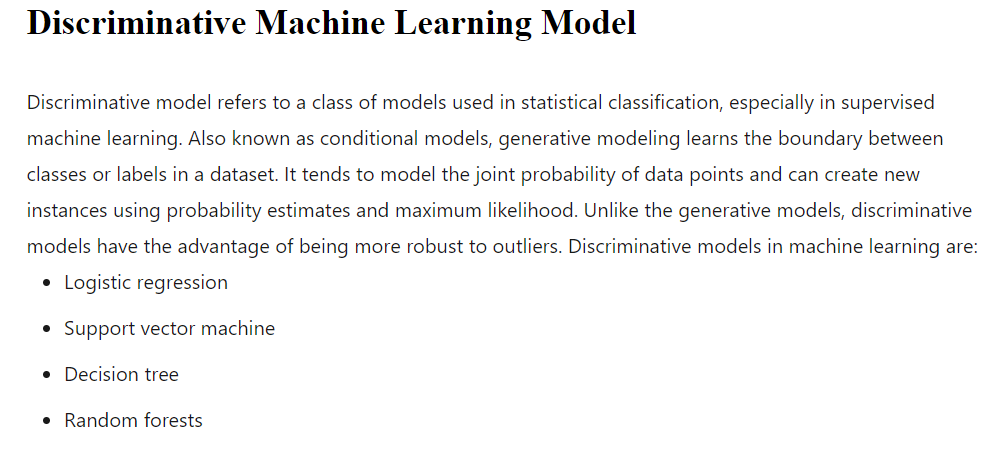 Discriminative Machine Learning Model
Discriminative model refers to a class of models used in statistical classification, especially in supervised
machine learning. Also known as conditional models, generative modeling learns the boundary between
classes or labels in a dataset. It tends to model the joint probability of data points and can create new
instances using probability estimates and maximum likelihood. Unlike the generative models, discriminative
models have the advantage of being more robust to outliers. Discriminative models in machine learning are:
• Logistic regression
• Support vector machine
• Decision tree
• Random forests